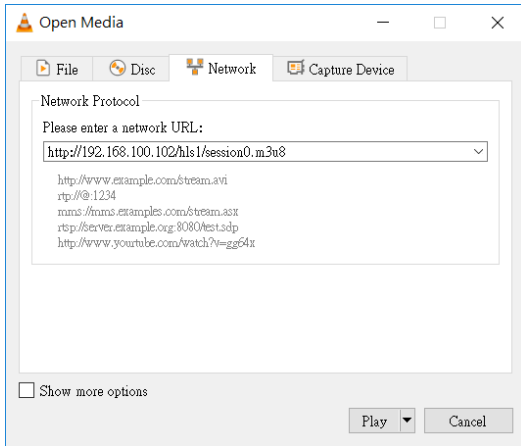 Open Media
File Disc Network Capture Device
Network Protocol
Please enter a network URL:
http://192.168.100.102/hls1/session0.m3u8
http://www.example.com/stream.avi
rtp://@:1234
mms://mms.examples.com/stream.asx
rtsp://server.example.org:8080/test.sdp
http://www.yourtube.com/watch?v=gg64x
Show more options
Play Cancel